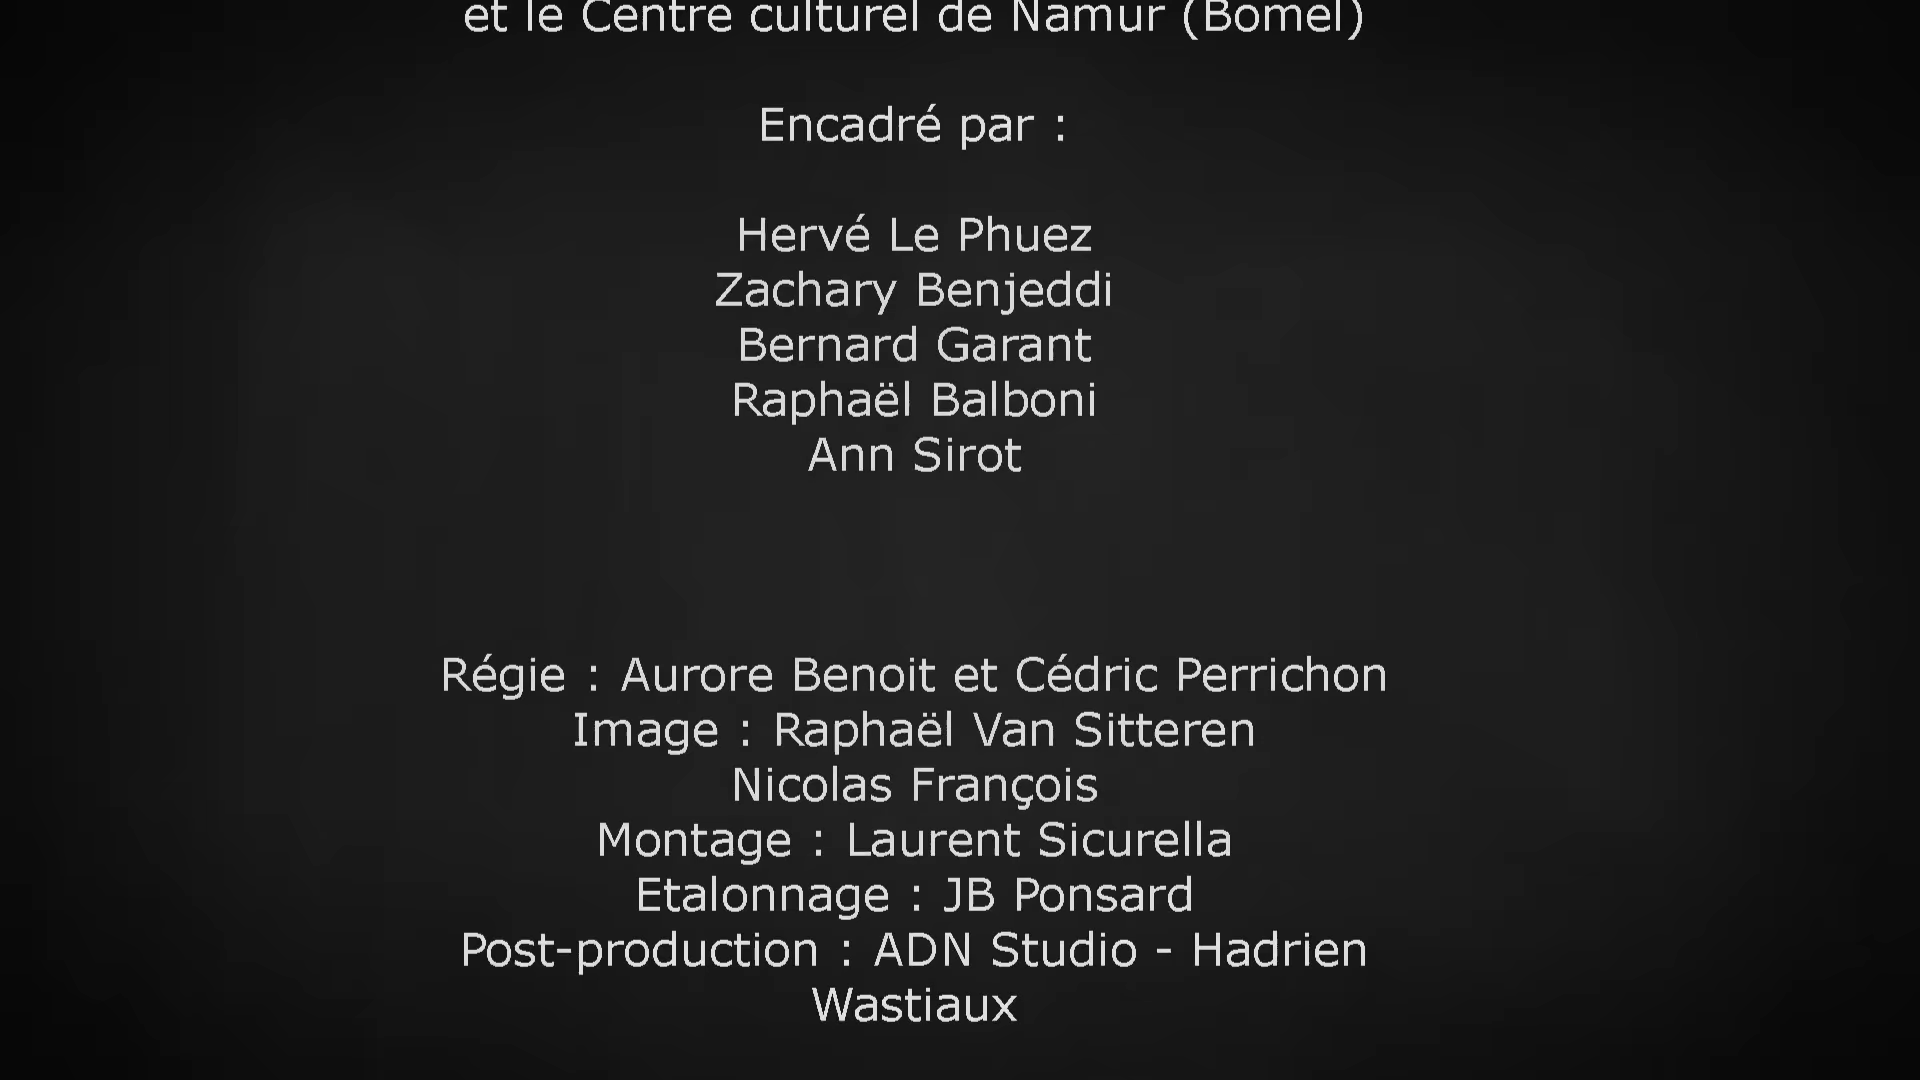 et le Centre culturel de Namur (Bomel)
Encadré par :
Hervé Le Phuez
Zachary Benjeddi
Bernard Garant
Raphaël Balboni
Ann Sirot
Régie : Aurore Benoit et Cédric Perrichon
Image : Raphaël Van Sitteren
Nicolas François
Montage : Laurent Sicurella
Etalonnage : JB Ponsard
Post-production : ADN Studio - Hadrien
Wastiaux